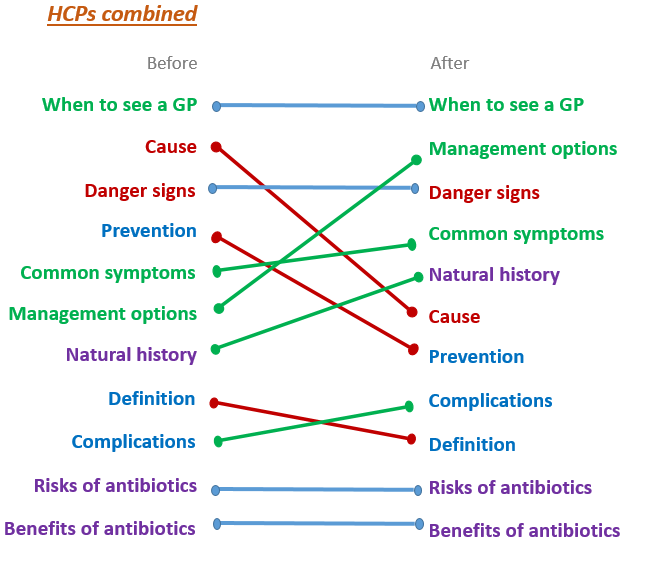 HCPs combined
Before After
When to see a GP When to see a GP
Cause Management options
Danger signs Danger signs
Prevention Common symptoms
Common symptoms Natural history
Management options Cause
Natural history Prevention
Definition Complications
Complications Definition
Risks of antibiotics Risks of antibiotics
Benefits of antibiotics Benefits of antibiotics